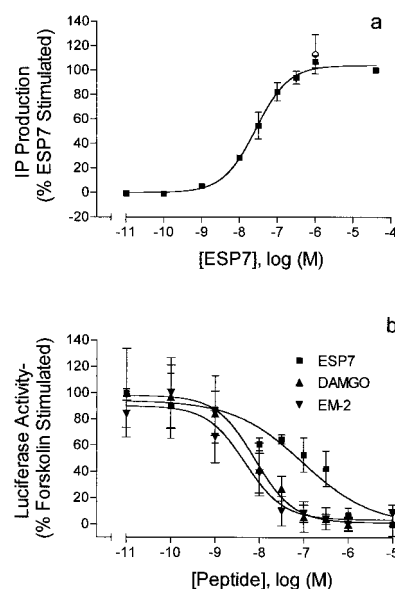 a
IP Production
(% ESP7 Stimulated)
140
120
100
80
60
40
20
0
-20
-11 -10 -9 -8 -7 -6 -5 -4
[ESP7], log (M)
b
Luciferase Activity-
(% Forskolin Stimulated)
140
120
100
80
60
40
20
0
ESP7
DAMGO
EM-2
-11 -10 -9 -8 -7 -6 -5
[Peptide], log (M)